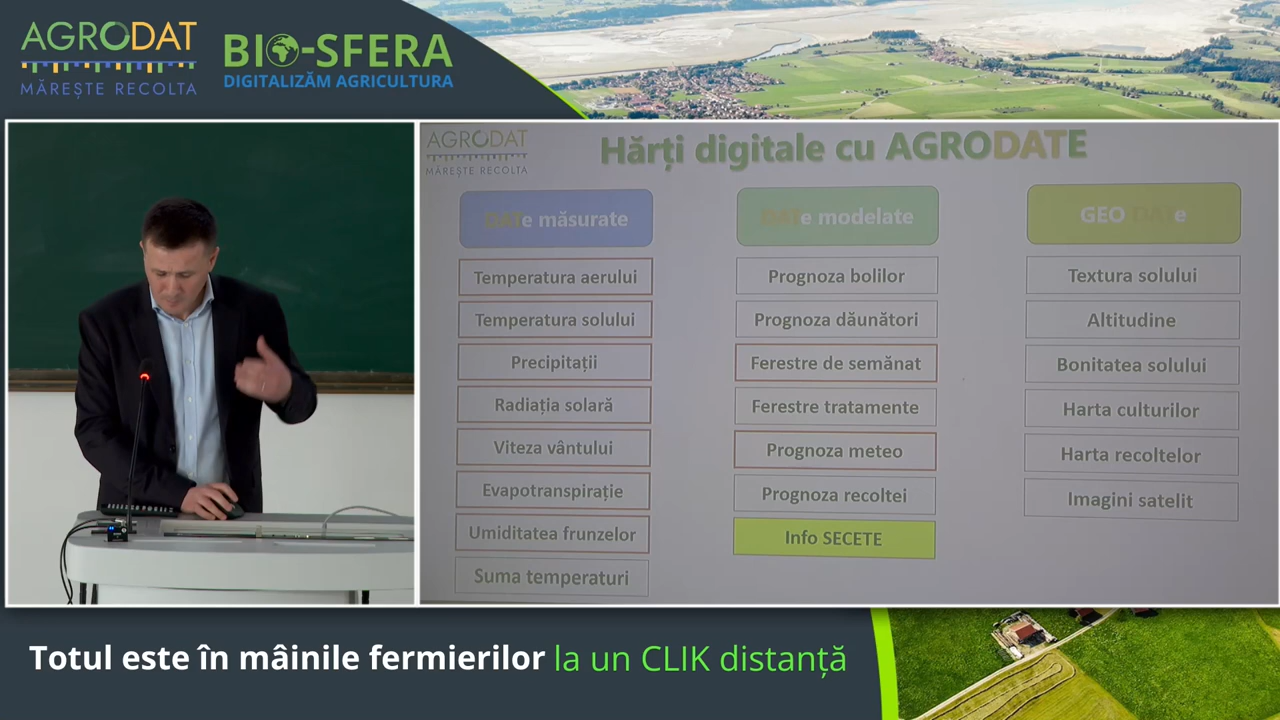 AGRODAT
MĂREȘTE RECOLTA
BIO-SFERA
DIGITALIZĂM AGRICULTURA
AGRODAT
MĂREȘTE RECOLTA
Hărți digitale cu AGRODATE
DATe măsurate
Temperatura aerului
Temperatura solului
Precipitații
Radiația solară
Viteza vântului
Evapotranspirație
Umiditatea frunzelor
Suma temperaturi
DATe modelate
Prognoza bolilor
Prognoza dăunători
Ferestre de semănat
Ferestre tratamente
Prognoza meteo
Prognoza recoltei
Info SECETE
GEO DATe
Textura solului
Altitudine
Bonitatea solului
Harta culturilor
Harta recoltelor
Imagini satelit
Totul este în mâinile fermierilor la un CLIK distanță